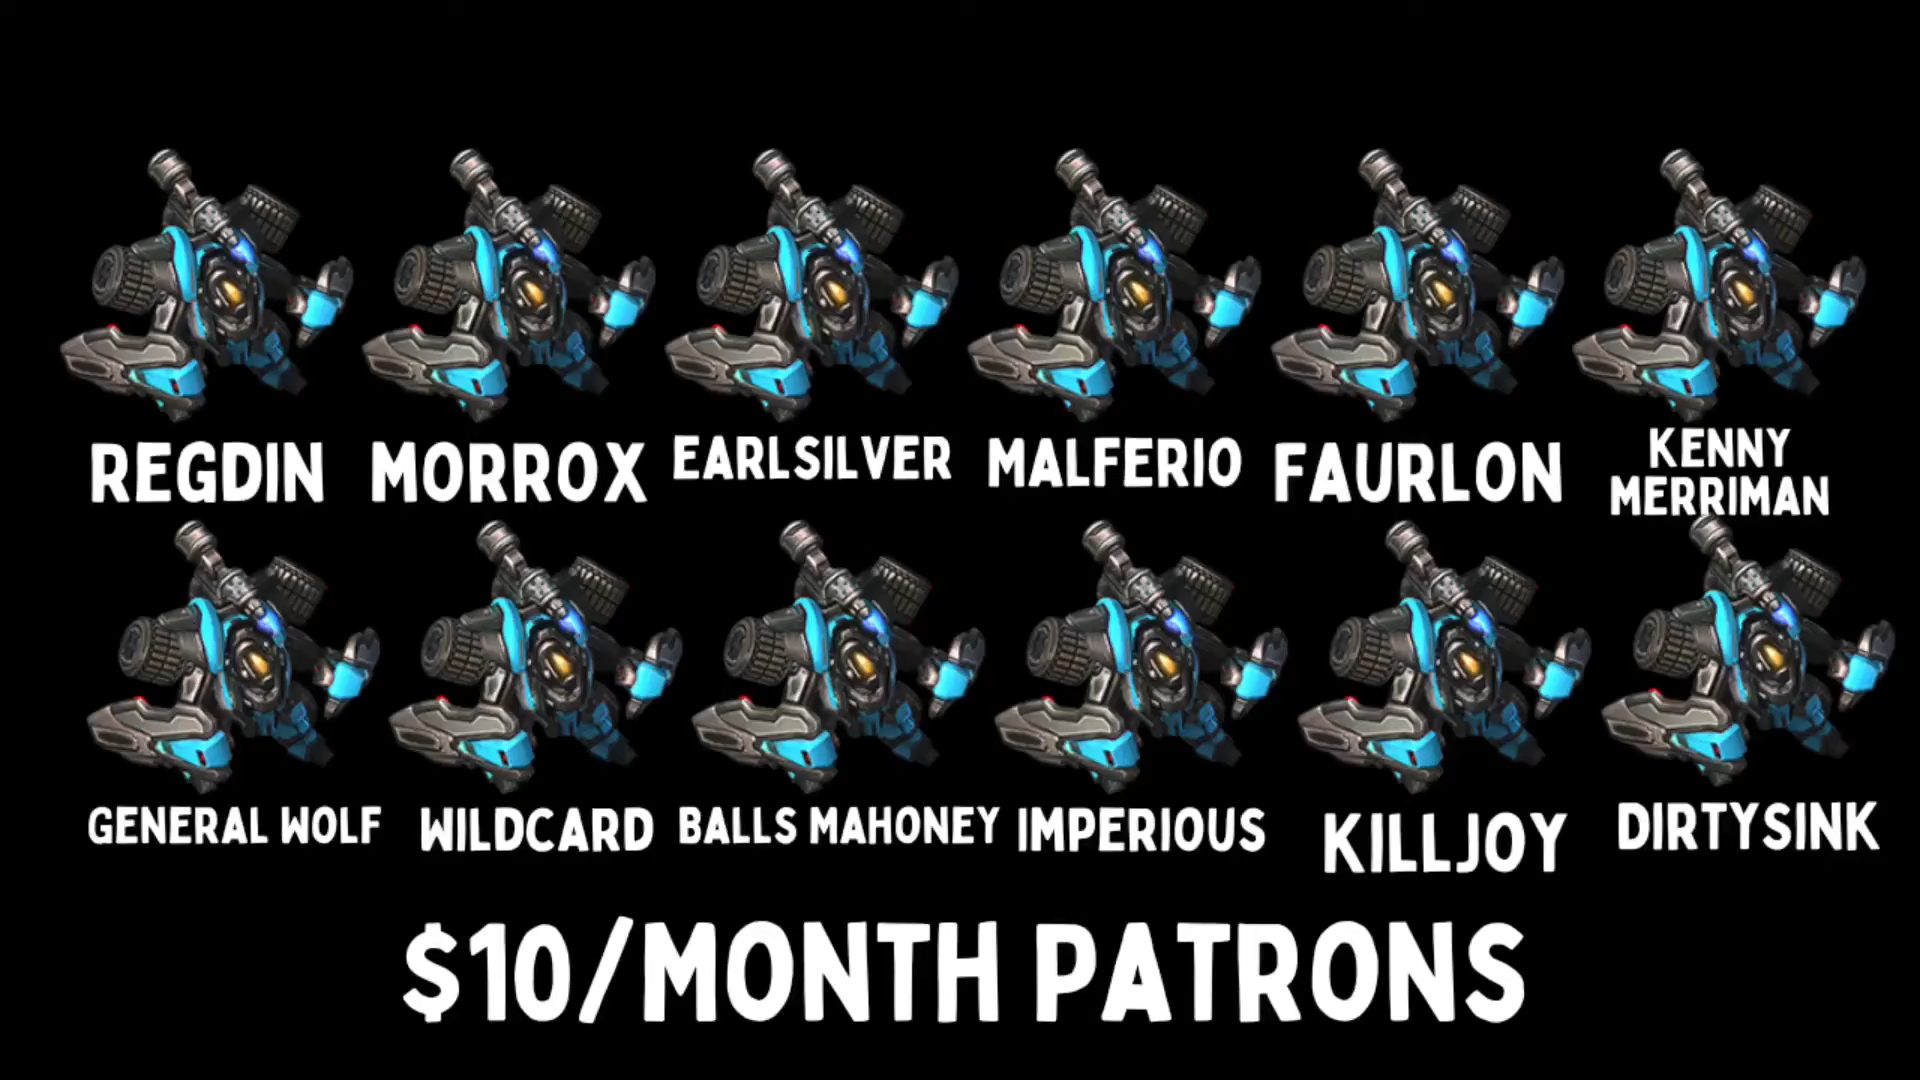 REGDIN
MORROX
EARLSILVER
MALFERIO
FAURLON
KENNY
MERRIMAN
GENERAL WOLF
WILDCARD
BALLS MAHONEY
IMPERIOUS
KILLJOY
DIRTYSINK
$10/MONTH PATRONS